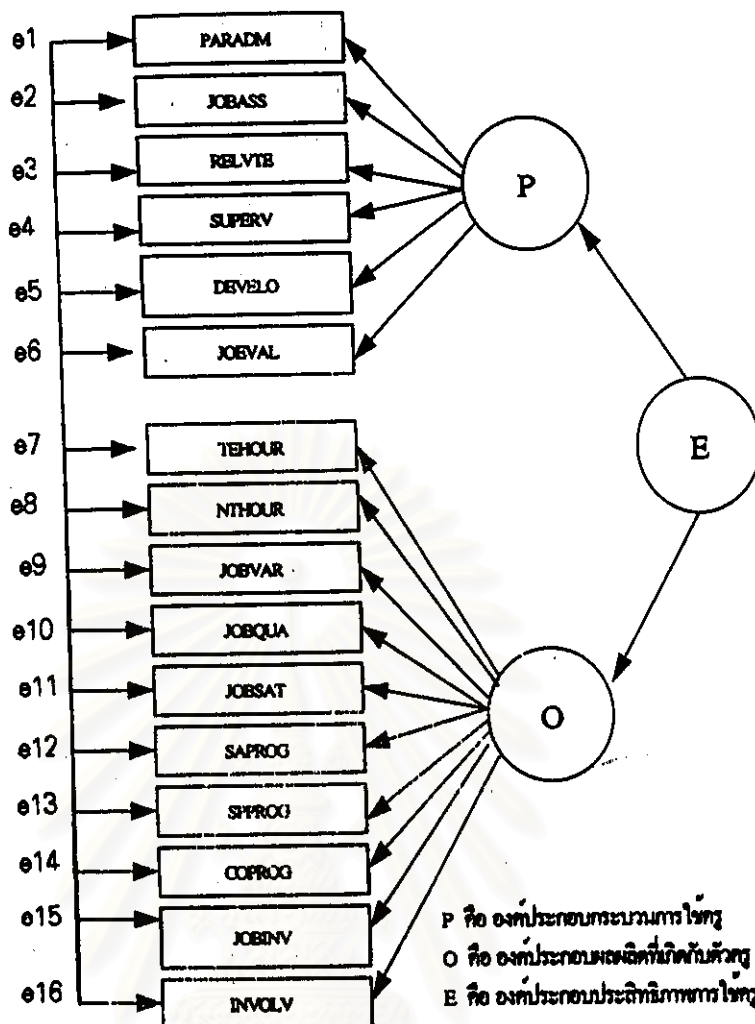 e1 PARADM
e2 JOBASS
e3 RELVTE
e4 SUPERV
e5 DEVELO
e6 JOEVAL
P
E
e7 TEHOUR
e8 NTHOUR
e9 JOBVAR
e10 JOBQUA
e11 JOBSAT
e12 SAPROG
e13 SPPROG
e14 COPROG
e15 JOBINV
e16 INVOLV
O
P คือ องค์ประกอบกระบวนการใช้ครู
O คือ องค์ประกอบผลผลิตที่เกิดกับตัวครู
E คือ องค์ประกอบประสิทธิภาพการใช้ครู